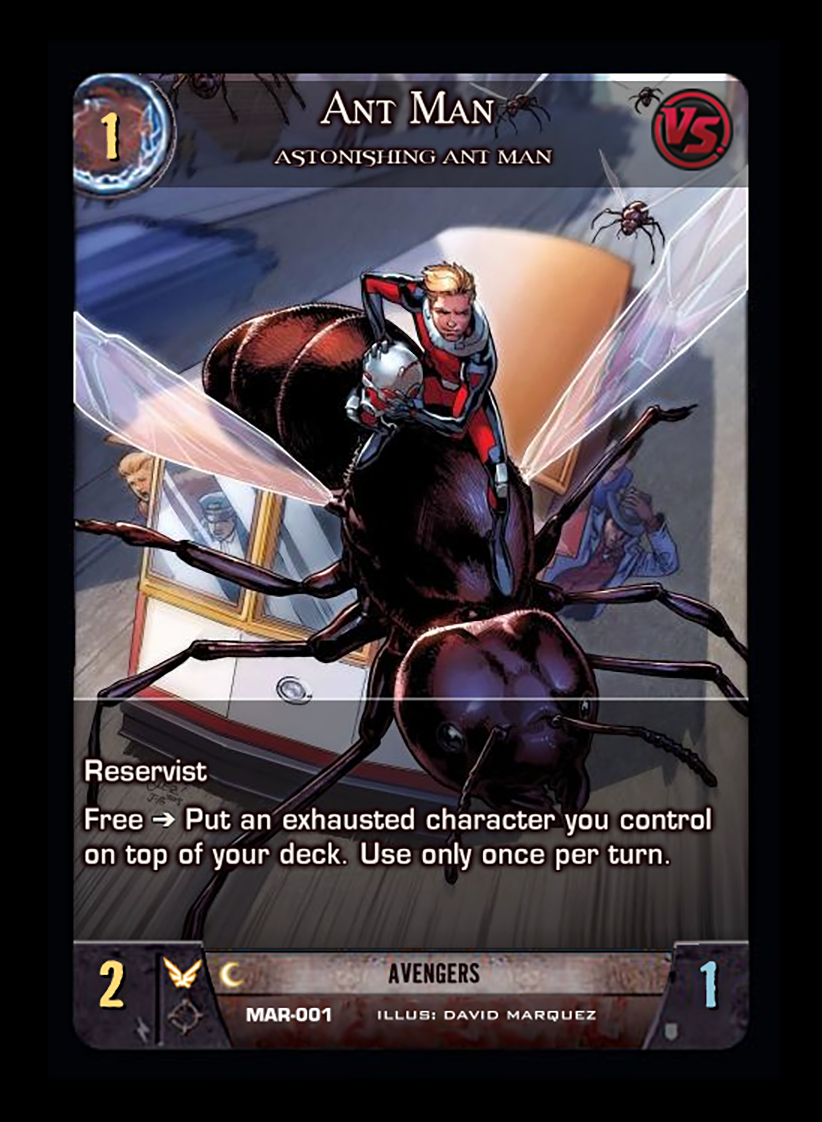 1
Ant Man
VS.
ASTONISHING ANT MAN
Reservist
Free → Put an exhausted character you control
on top of your deck. Use only once per turn.
2
AVENGERS
1
MAR-001
ILLUS: DAVID MARQUEZ